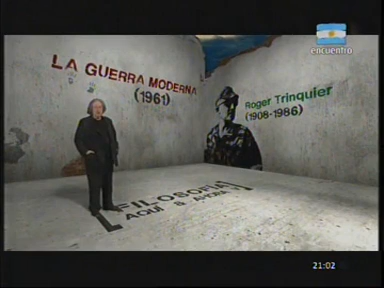 encuentro
LA GUERRA MODERNA
(1961)
Roger Trinquier
(1908-1986)
FILOSOFÍA
AQUÍ & AHORA
21:02